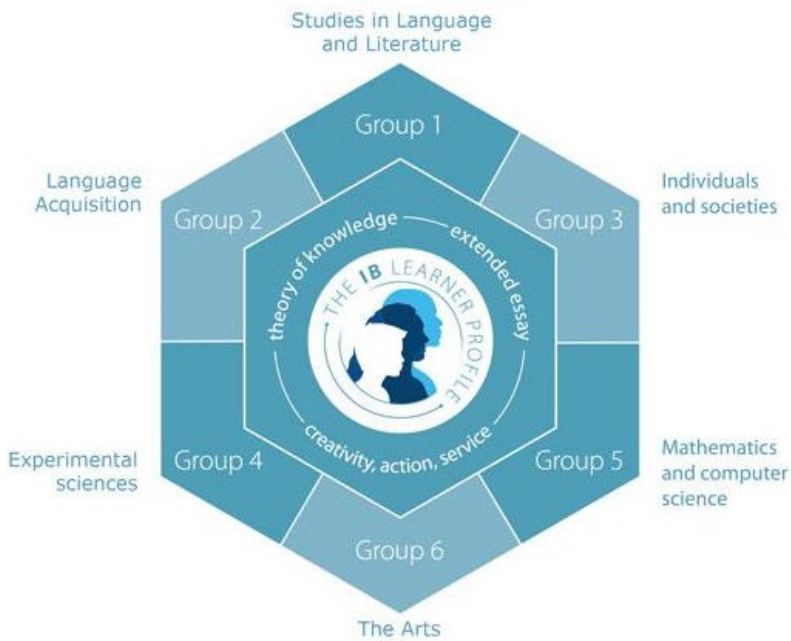 Studies in Language
and Literature
Group 1
Language
Acquisition
Group 2
Individuals
and societies
Group 3
theory of knowledge
extended essay
creativity, action, service
THE IB LEARNER PROFILE
Experimental
sciences
Group 4
Group 5
Mathematics
and computer
science
Group 6
The Arts